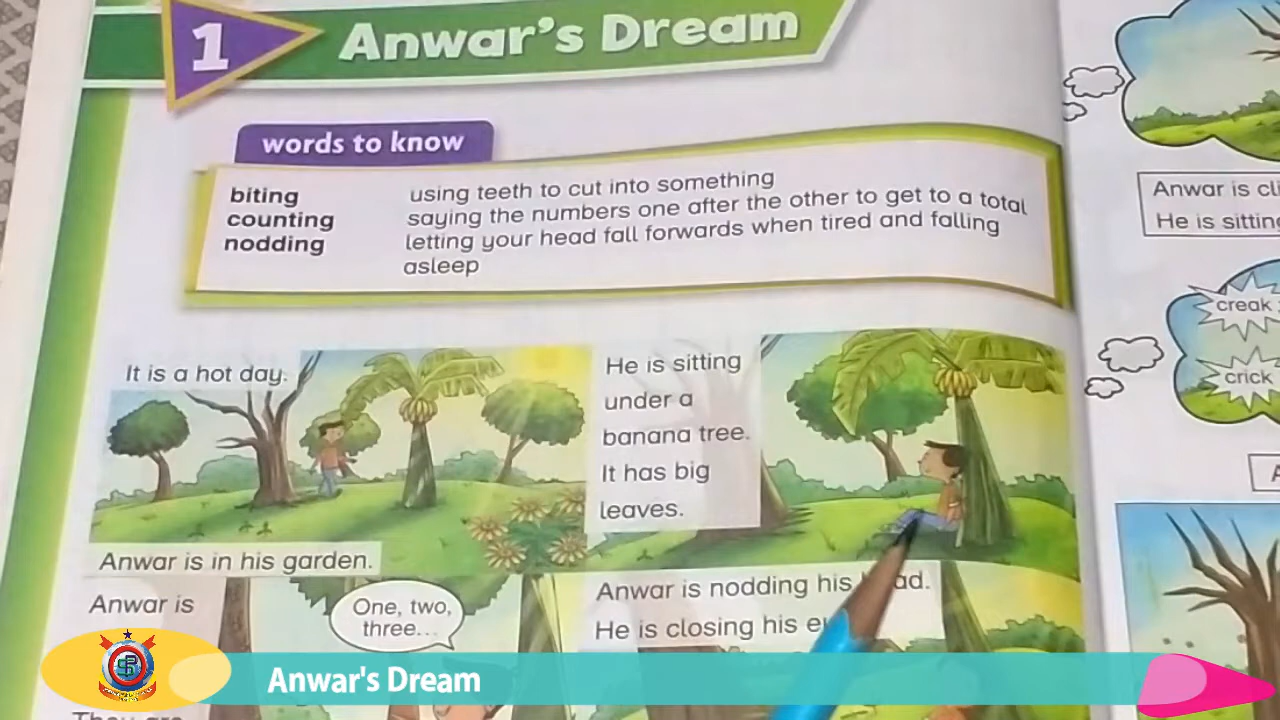 1
Anwar's Dream
words to know
biting using teeth to cut into something
counting saying the numbers one after the other to get to a total
nodding letting your head fall forwards when tired and falling
asleep
It is a hot day.
Anwar is in his garden.
He is sitting
under a
banana tree.
It has big
leaves.
Anwar is
One, two,
three...
Anwar is nodding his
He is closing his
Anwar is
He is
creak
crick
Anwar's Dream